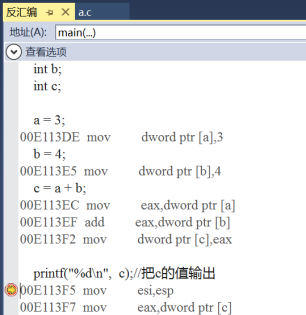 反汇编 a.c
地址(A): main(...)
查看选项
int b;
int c;
a = 3;
00E113DE mov dword ptr [a],3
b = 4;
00E113E5 mov dword ptr [b],4
c = a + b;
00E113EC mov eax,dword ptr [a]
00E113EF add eax,dword ptr [b]
00E113F2 mov dword ptr [c],eax
printf("%d\n", c);//把c的值输出
00E113F5 mov esi,esp
00E113F7 mov eax,dword ptr [c]